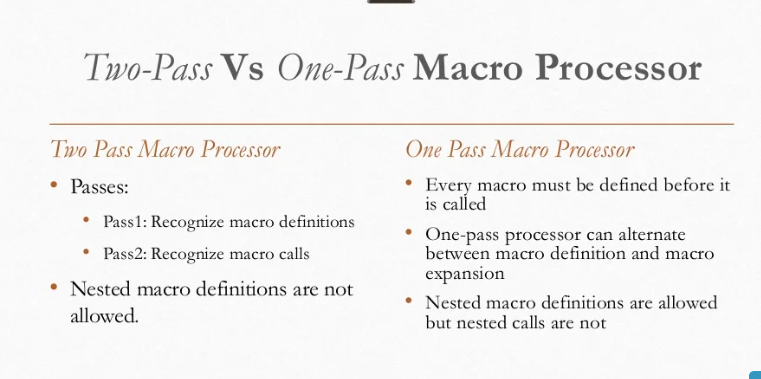 Two-Pass Vs One-Pass Macro Processor
Two Pass Macro Processor
• Passes:
• Pass1: Recognize macro definitions
• Pass2: Recognize macro calls
• Nested macro definitions are not
allowed.
One Pass Macro Processor
• Every macro must be defined before it
is called
• One-pass processor can alternate
between macro definition and macro
expansion
• Nested macro definitions are allowed
but nested calls are not